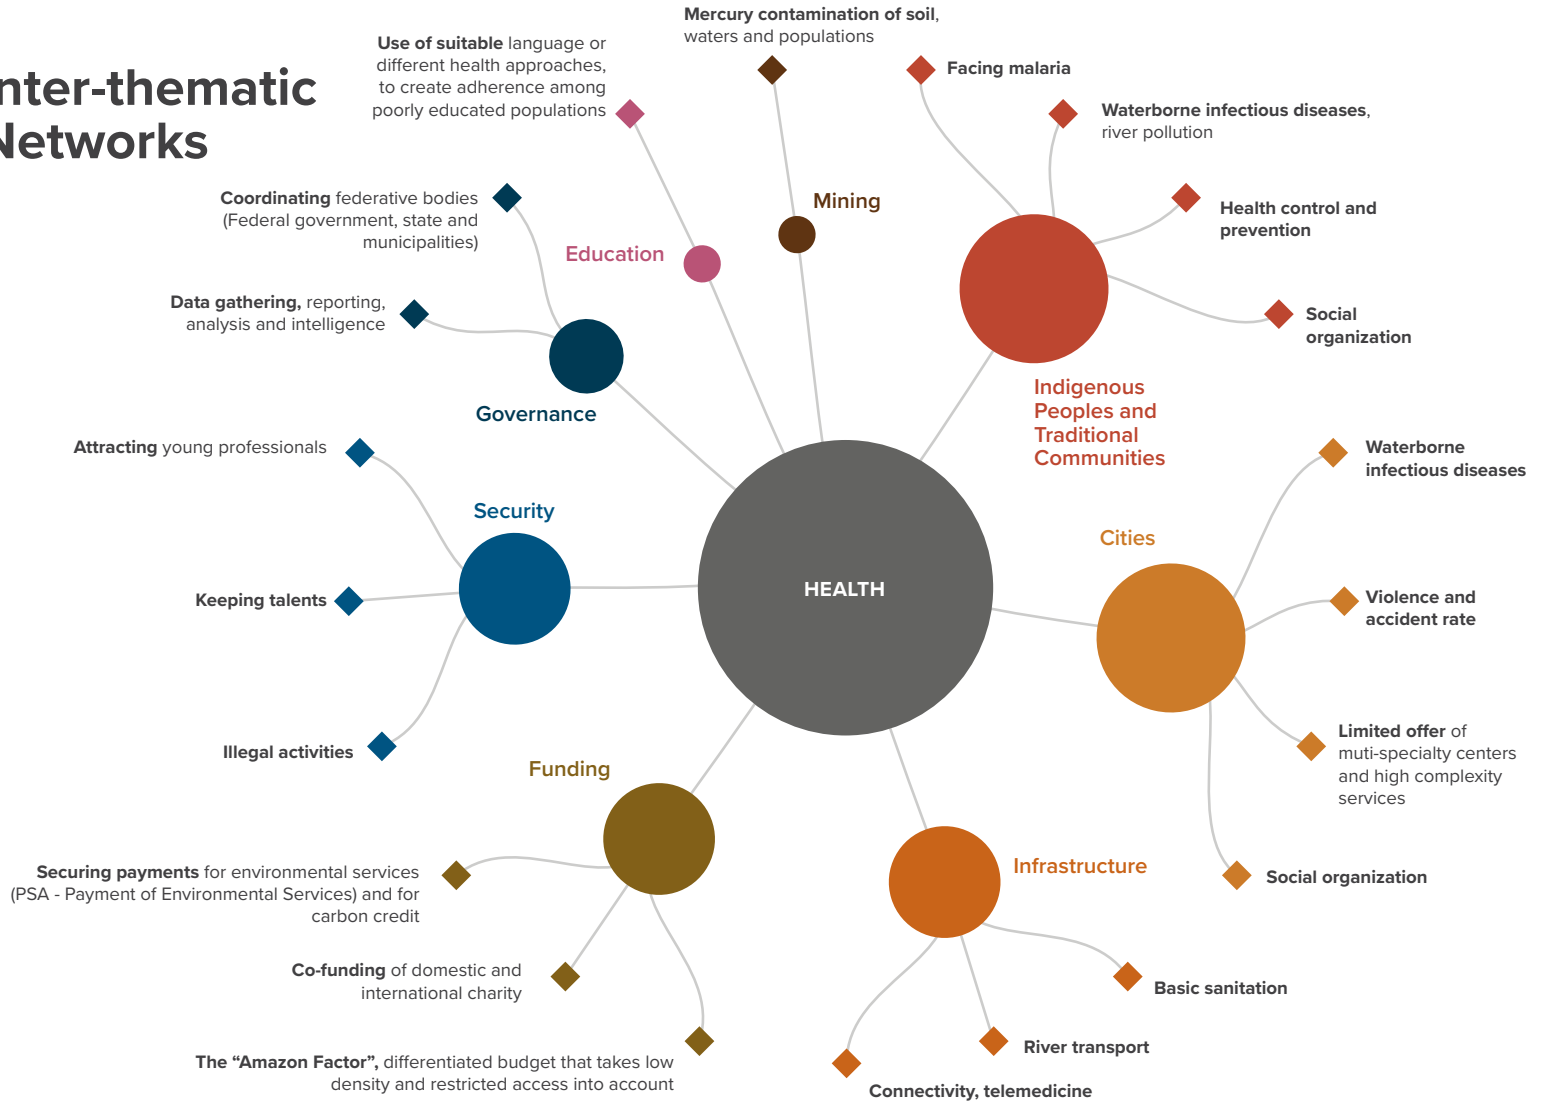 nter-thematic
Networks
Use of suitable language or
different health approaches,
to create adherence among
poorly educated populations
Mercury contamination of soil,
waters and populations
Facing malaria
Waterborne infectious diseases,
river pollution
Coordinating federative bodies
(Federal government, state and
municipalities)
Mining
Health control and
prevention
Education
Data gathering, reporting,
analysis and intelligence
Social
organization
Governance
Indigenous
Peoples and
Traditional
Communities
Attracting young professionals
Waterborne
infectious diseases
Security
Cities
HEALTH
Keeping talents
Violence and
accident rate
Illegal activities
Limited offer of
muti-specialty centers
and high complexity
services
Funding
Infrastructure
Securing payments for environmental services
(PSA - Payment of Environmental Services) and for
carbon credit
Social organization
Co-funding of domestic and
international charity
Basic sanitation
River transport
The “Amazon Factor”, differentiated budget that takes low
density and restricted access into account
Connectivity, telemedicine